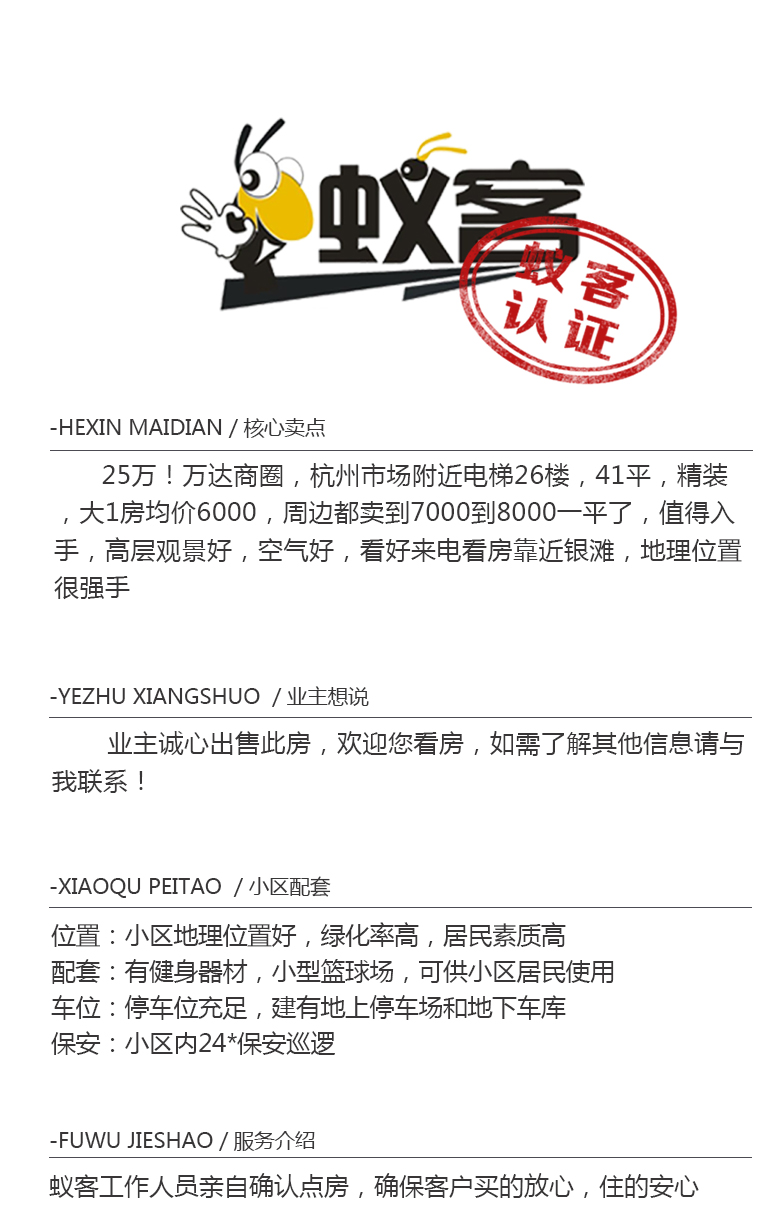 蚁客
蚁客
认证
-HEXIN MAIDIAN / 核心卖点
25万！万达商圈，杭州市场附近电梯26楼，41平，精装
，大1房均价6000，周边都卖到7000到8000一平了，值得入
手，高层观景好，空气好，看好来电看房靠近银滩，地理位置
很强手
-YEZHU XIANGSHUO / 业主想说
业主诚心出售此房，欢迎您看房，如需了解其他信息请与
我联系！
-XIAOQU PEITAO / 小区配套
位置：小区地理位置好，绿化率高，居民素质高
配套：有健身器材，小型篮球场，可供小区居民使用
车位：停车位充足，建有地上停车场和地下车库
保安：小区内24*保安巡逻
-FUWU JIESHAO / 服务介绍
蚁客工作人员亲自确认点房，确保客户买的放心，住的安心